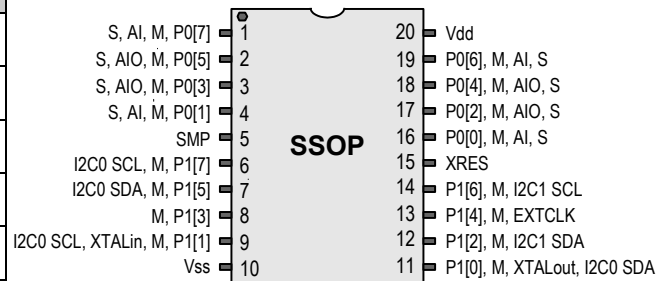 S, AI, M, P0[7] 1 20 Vdd
S, AIO, M, P0[5] 2 19 P0[6], M, AI, S
S, AIO, M, P0[3] 3 18 P0[4], M, AIO, S
S, AI, M, P0[1] 4 17 P0[2], M, AIO, S
SMP 5 SSOP 16 P0[0], M, AI, S
I2C0 SCL, M, P1[7] 6 15 XRES
I2C0 SDA, M, P1[5] 7 14 P1[6], M, I2C1 SCL
M, P1[3] 8 13 P1[4], M, EXTCLK
I2C0 SCL, XTALin, M, P1[1] 9 12 P1[2], M, I2C1 SDA
Vss 10 11 P1[0], M, XTALout, I2C0 SDA